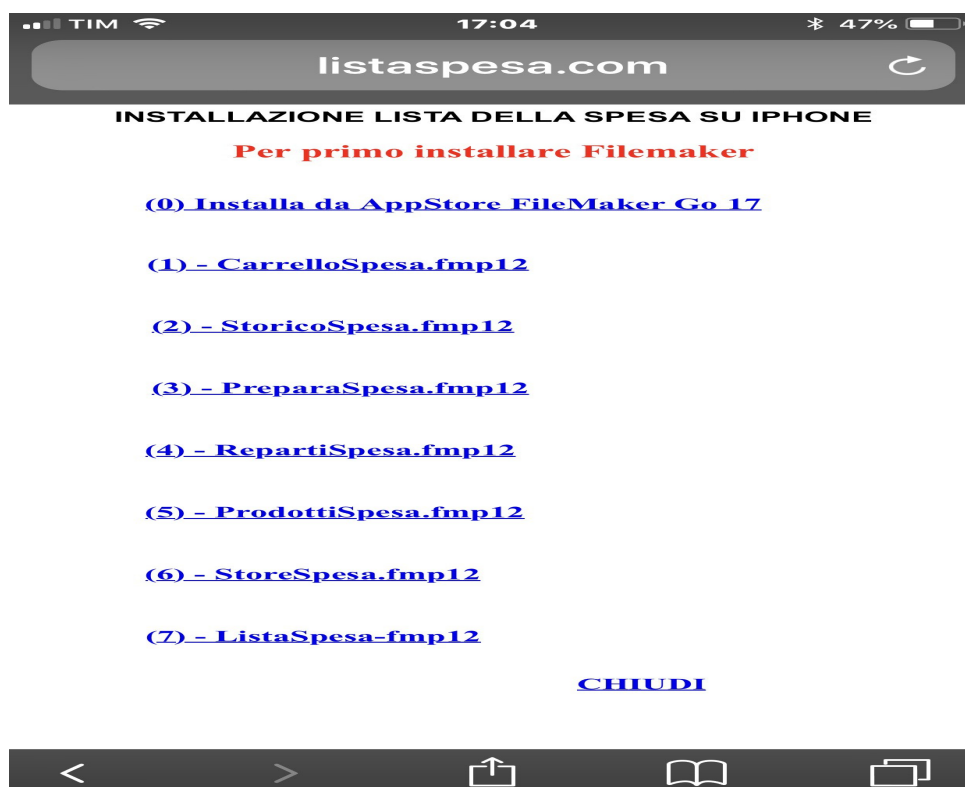 TIM 17:04 47%
listaspesa.com
INSTALLAZIONE LISTA DELLA SPESA SU IPHONE
Per primo installare Filemaker
(0) Installa da AppStore FileMaker Go 17
(1) - CarrelloSpesa.fmp12
(2) - StoricoSpesa.fmp12
(3) - PreparaSpesa.fmp12
(4) - RepartiSpesa.fmp12
(5) - ProdottiSpesa.fmp12
(6) - StoreSpesa.fmp12
(7) - ListaSpesa-fmp12
CHIUDI